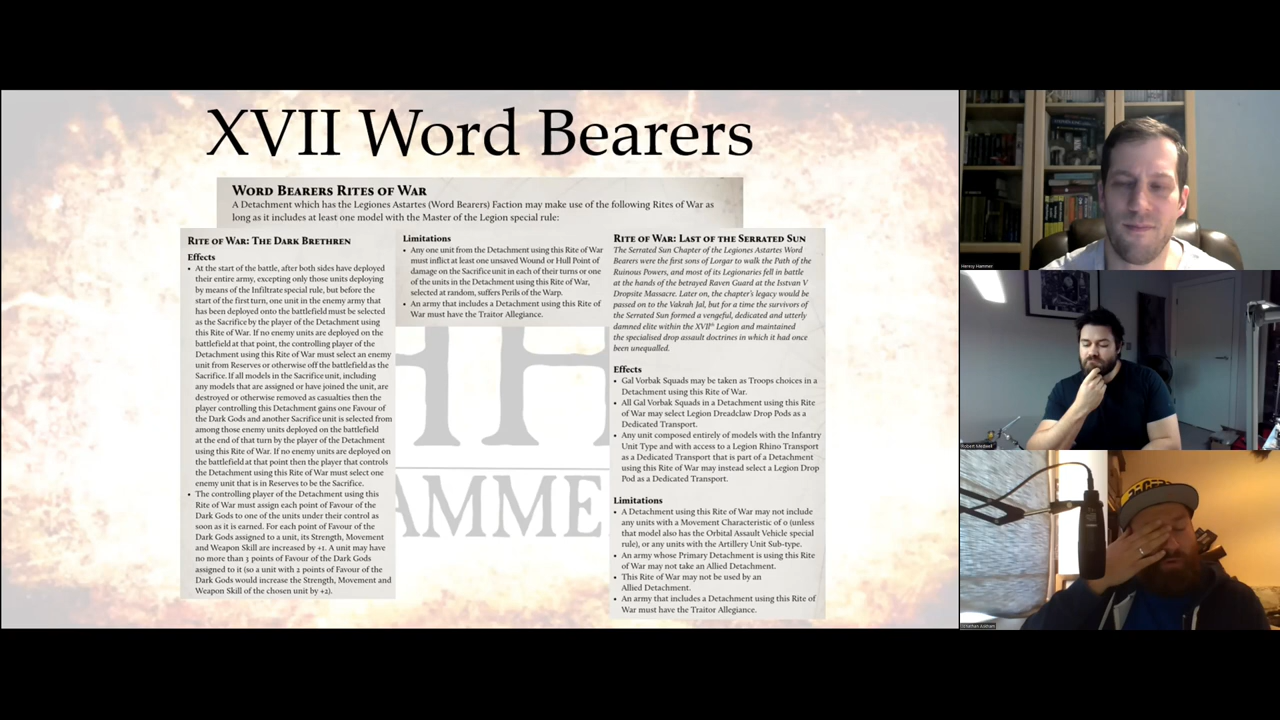 XVII Word Bearers
WORD BEARERS RITES OF WAR
A Detachment which has the Legiones Astartes (Word Bearers) Faction may make use of the following Rites of War as
long as it includes at least one model with the Master of the Legion special rule:
RITE OF WAR: THE DARK BRETHREN
Effects
• At the start of the battle, after both sides have deployed
their entire army, excepting only those units deploying
by means of the Infiltrate special rule, but before the
start of the first turn, one unit in the enemy army that
has been deployed onto the battlefield must be selected
as the Sacrifice by the player of the Detachment using
this Rite of War. If no enemy units are deployed on the
battlefield at that point, the controlling player of the
Detachment using this Rite of War must select an enemy
unit from Reserves or otherwise off the battlefield as the
Sacrifice. If all models in the Sacrifice unit, including
any models that are assigned or have joined the unit, are
destroyed or otherwise removed as casualties then the
player controlling this Detachment gains one Favour of
the Dark Gods and another Sacrifice unit is selected from
among those enemy units deployed on the battlefield
at the end of that turn by the player of the Detachment
using this Rite of War. If no enemy units are deployed on
the battlefield at that point then the player that controls
the Detachment using this Rite of War must select one
enemy unit that is in Reserves to be the Sacrifice.
• The controlling player of the Detachment using this
Rite of War must assign each point of Favour of the
Dark Gods to one of the units under their control as
soon as it is earned. For each point of Favour of the
Dark Gods assigned to a unit, its Strength, Movement
and Weapon Skill are increased by +1. A unit may have
no more than 3 points of Favour of the Dark Gods
assigned to it (so a unit with 2 points of Favour of the
Dark Gods would increase the Strength, Movement and
Weapon Skill of the chosen unit by +2).
Limitations
• Any one unit from the Detachment using this Rite of War
must inflict at least one unsaved Wound or Hull Point of
damage on the Sacrifice unit in each of their turns or one
of the units in the Detachment using this Rite of War,
selected at random, suffers Perils of the Warp.
• An army that includes a Detachment using this Rite of
War must have the Traitor Allegiance.
HH
AMME
RITE OF WAR: LAST OF THE SERRATED SUN
The Serrated Sun Chapter of the Legiones Astartes Word
Bearers were the first sons of Lorgar to walk the Path of the
Ruinous Powers, and most of its Legionaries fell in battle
at the hands of the betrayed Raven Guard at the Isstvan V
Dropsite Massacre. Later on, the chapter's legacy would be
passed on to the Vakrah Jal, but for a time the survivors of
the Serrated Sun formed a vengeful, dedicated and utterly
damned elite within the XVIIth Legion and maintained
the specialised drop assault doctrines in which it had once
been unequalled.
Effects
• Gal Vorbak Squads may be taken as Troops choices in a
Detachment using this Rite of War.
• All Gal Vorbak Squads in a Detachment using this Rite
of War may select Legion Dreadclaw Drop Pods as a
Dedicated Transport.
• Any unit composed entirely of models with the Infantry
Unit Type and with access to a Legion Rhino Transport
as a Dedicated Transport that is part of a Detachment
using this Rite of War may instead select a Legion Drop
Pod as a Dedicated Transport.
Limitations
• A Detachment using this Rite of War may not include
any units with a Movement Characteristic of 0 (unless
that model also has the Orbital Assault Vehicle special
rule), or any units with the Artillery Unit Sub-type.
• An army whose Primary Detachment is using this Rite
of War may not take an Allied Detachment.
• This Rite of War may not be used by an
Allied Detachment.
• An army that includes a Detachment using this Rite of
War must have the Traitor Allegiance.
Henny Hammer
Robert Medwell